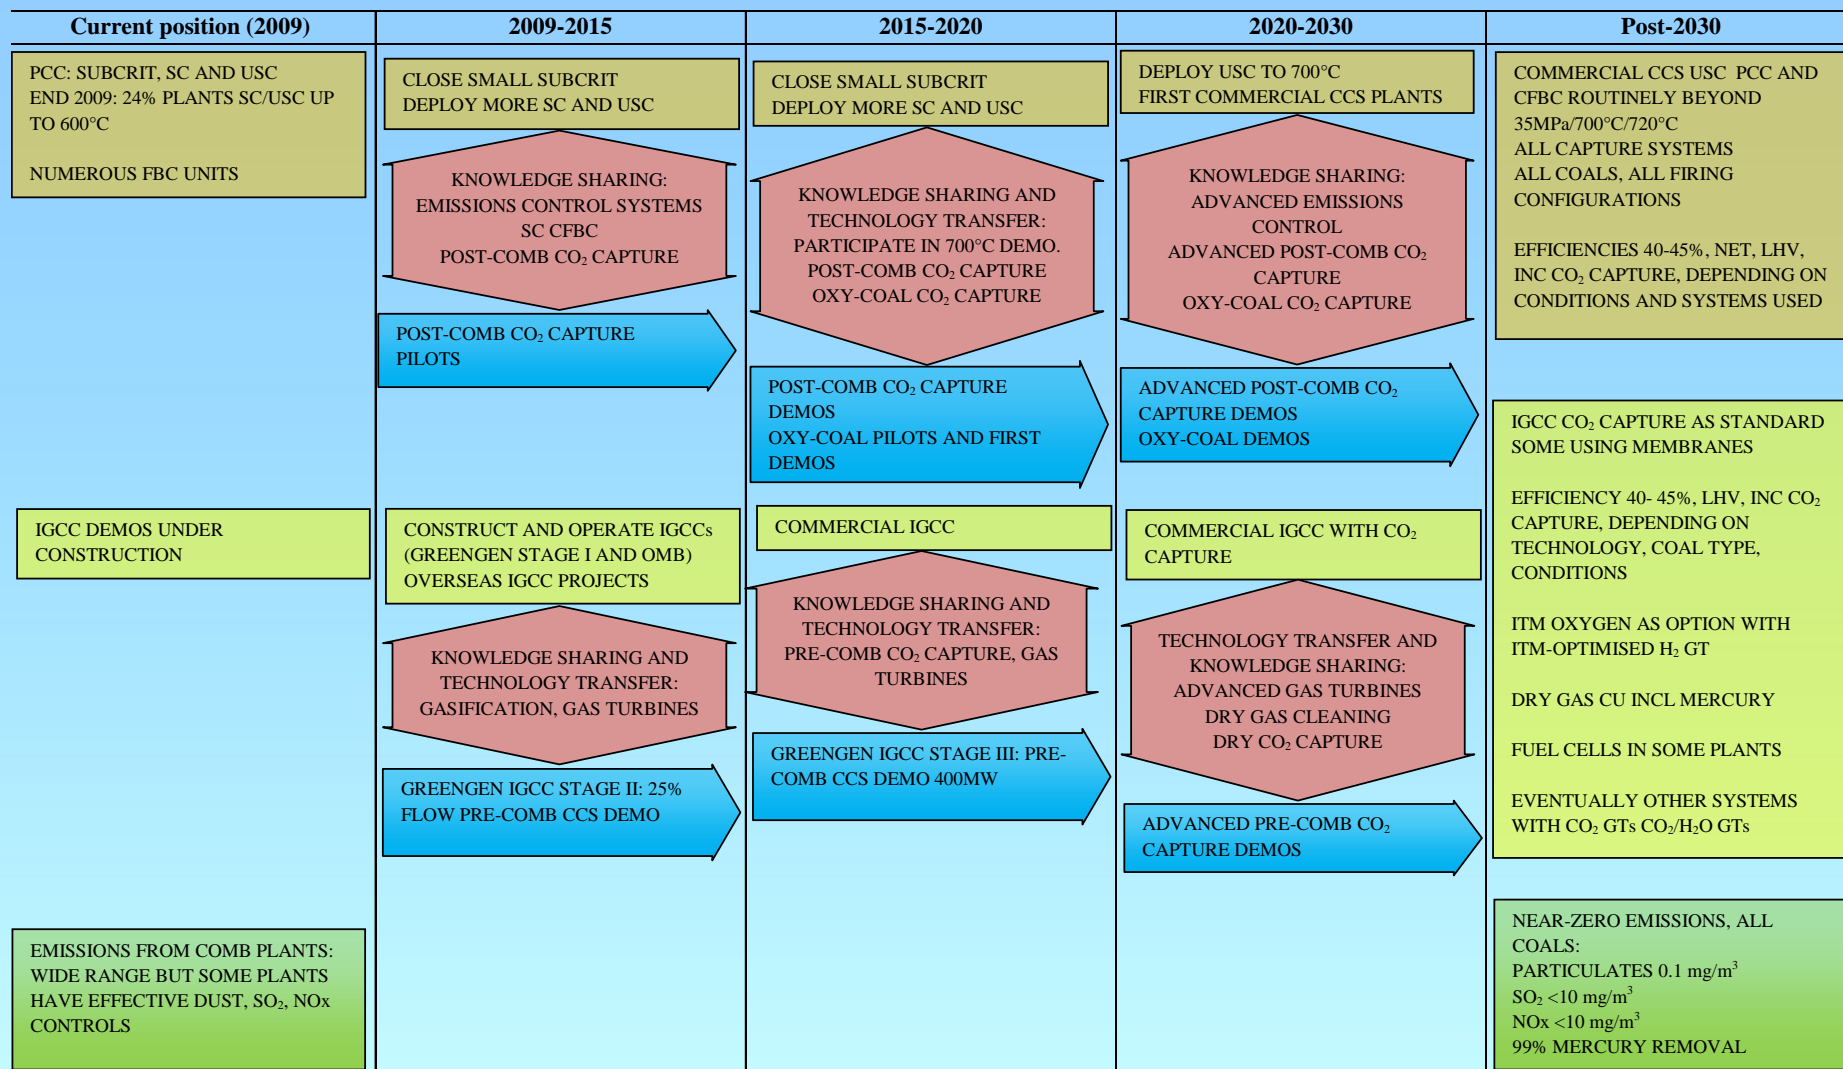 Current position (2009)
2009-2015
2015-2020
2020-2030
Post-2030
PCC: SUBCRIT, SC AND USC
END 2009: 24% PLANTS SC/USC UP
TO 600°C
NUMEROUS FBC UNITS
CLOSE SMALL SUBCRIT
DEPLOY MORE SC AND USC
KNOWLEDGE SHARING:
EMISSIONS CONTROL SYSTEMS
SC CFBC
POST-COMB CO₂ CAPTURE
POST-COMB CO₂ CAPTURE
PILOTS
CLOSE SMALL SUBCRIT
DEPLOY MORE SC AND USC
KNOWLEDGE SHARING AND
TECHNOLOGY TRANSFER:
PARTICIPATE IN 700°C DEMO.
POST-COMB CO₂ CAPTURE
OXY-COAL CO₂ CAPTURE
POST-COMB CO₂ CAPTURE
DEMOS
OXY-COAL PILOTS AND FIRST
DEMOS
DEPLOY USC TO 700°C
FIRST COMMERCIAL CCS PLANTS
KNOWLEDGE SHARING:
ADVANCED EMISSIONS
CONTROL
ADVANCED POST-COMB CO₂
CAPTURE
OXY-COAL CO₂ CAPTURE
ADVANCED POST-COMB CO₂
CAPTURE DEMOS
OXY-COAL DEMOS
COMMERCIAL CCS USC PCC AND
CFBC ROUTINELY BEYOND
35MPa/700°C/720°C
ALL CAPTURE SYSTEMS
ALL COALS, ALL FIRING
CONFIGURATIONS
EFFICIENCIES 40-45%, NET, LHV,
INC CO₂ CAPTURE, DEPENDING ON
CONDITIONS AND SYSTEMS USED
IGCC DEMOS UNDER
CONSTRUCTION
CONSTRUCT AND OPERATE IGCCs
(GREENGEN STAGE I AND OMB)
OVERSEAS IGCC PROJECTS
KNOWLEDGE SHARING AND
TECHNOLOGY TRANSFER:
GASIFICATION, GAS TURBINES
GREENGEN IGCC STAGE II: 25%
FLOW PRE-COMB CCS DEMO
COMMERCIAL IGCC
KNOWLEDGE SHARING AND
TECHNOLOGY TRANSFER:
PRE-COMB CO₂ CAPTURE, GAS
TURBINES
GREENGEN IGCC STAGE III: PRE-
COMB CCS DEMO 400MW
COMMERCIAL IGCC WITH CO₂
CAPTURE
TECHNOLOGY TRANSFER AND
KNOWLEDGE SHARING:
ADVANCED GAS TURBINES
DRY GAS CLEANING
DRY CO₂ CAPTURE
ADVANCED PRE-COMB CO₂
CAPTURE DEMOS
IGCC CO₂ CAPTURE AS STANDARD
SOME USING MEMBRANES
EFFICIENCY 40- 45%, LHV, INC CO₂
CAPTURE, DEPENDING ON
TECHNOLOGY, COAL TYPE,
CONDITIONS
ITM OXYGEN AS OPTION WITH
ITM-OPTIMISED H₂ GT
DRY GAS CU INCL MERCURY
FUEL CELLS IN SOME PLANTS
EVENTUALLY OTHER SYSTEMS
WITH CO₂ GTs CO₂/H₂O GTs
EMISSIONS FROM COMB PLANTS:
WIDE RANGE BUT SOME PLANTS
HAVE EFFECTIVE DUST, SO₂, NOx
CONTROLS
NEAR-ZERO EMISSIONS, ALL
COALS:
PARTICULATES 0.1 mg/m³
SO₂ <10 mg/m³
NOx <10 mg/m³
99% MERCURY REMOVAL